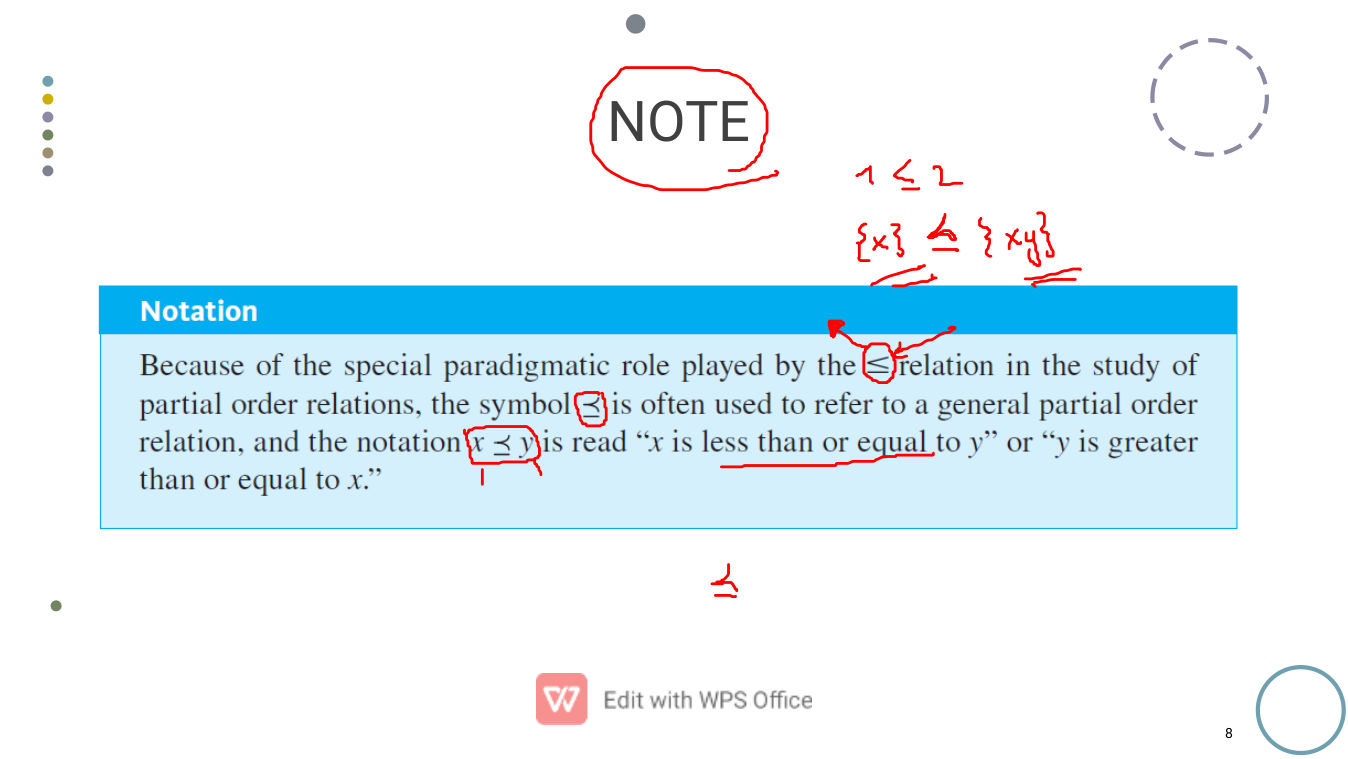 NOTE
1 ≤ 2
{x} ⪯ {xy}
Notation
Because of the special paradigmatic role played by the ≤ relation in the study of
partial order relations, the symbol ⪯ is often used to refer to a general partial order
relation, and the notation x ⪯ y is read “x is less than or equal to y” or “y is greater
than or equal to x.”
⪯
Edit with WPS Office
8